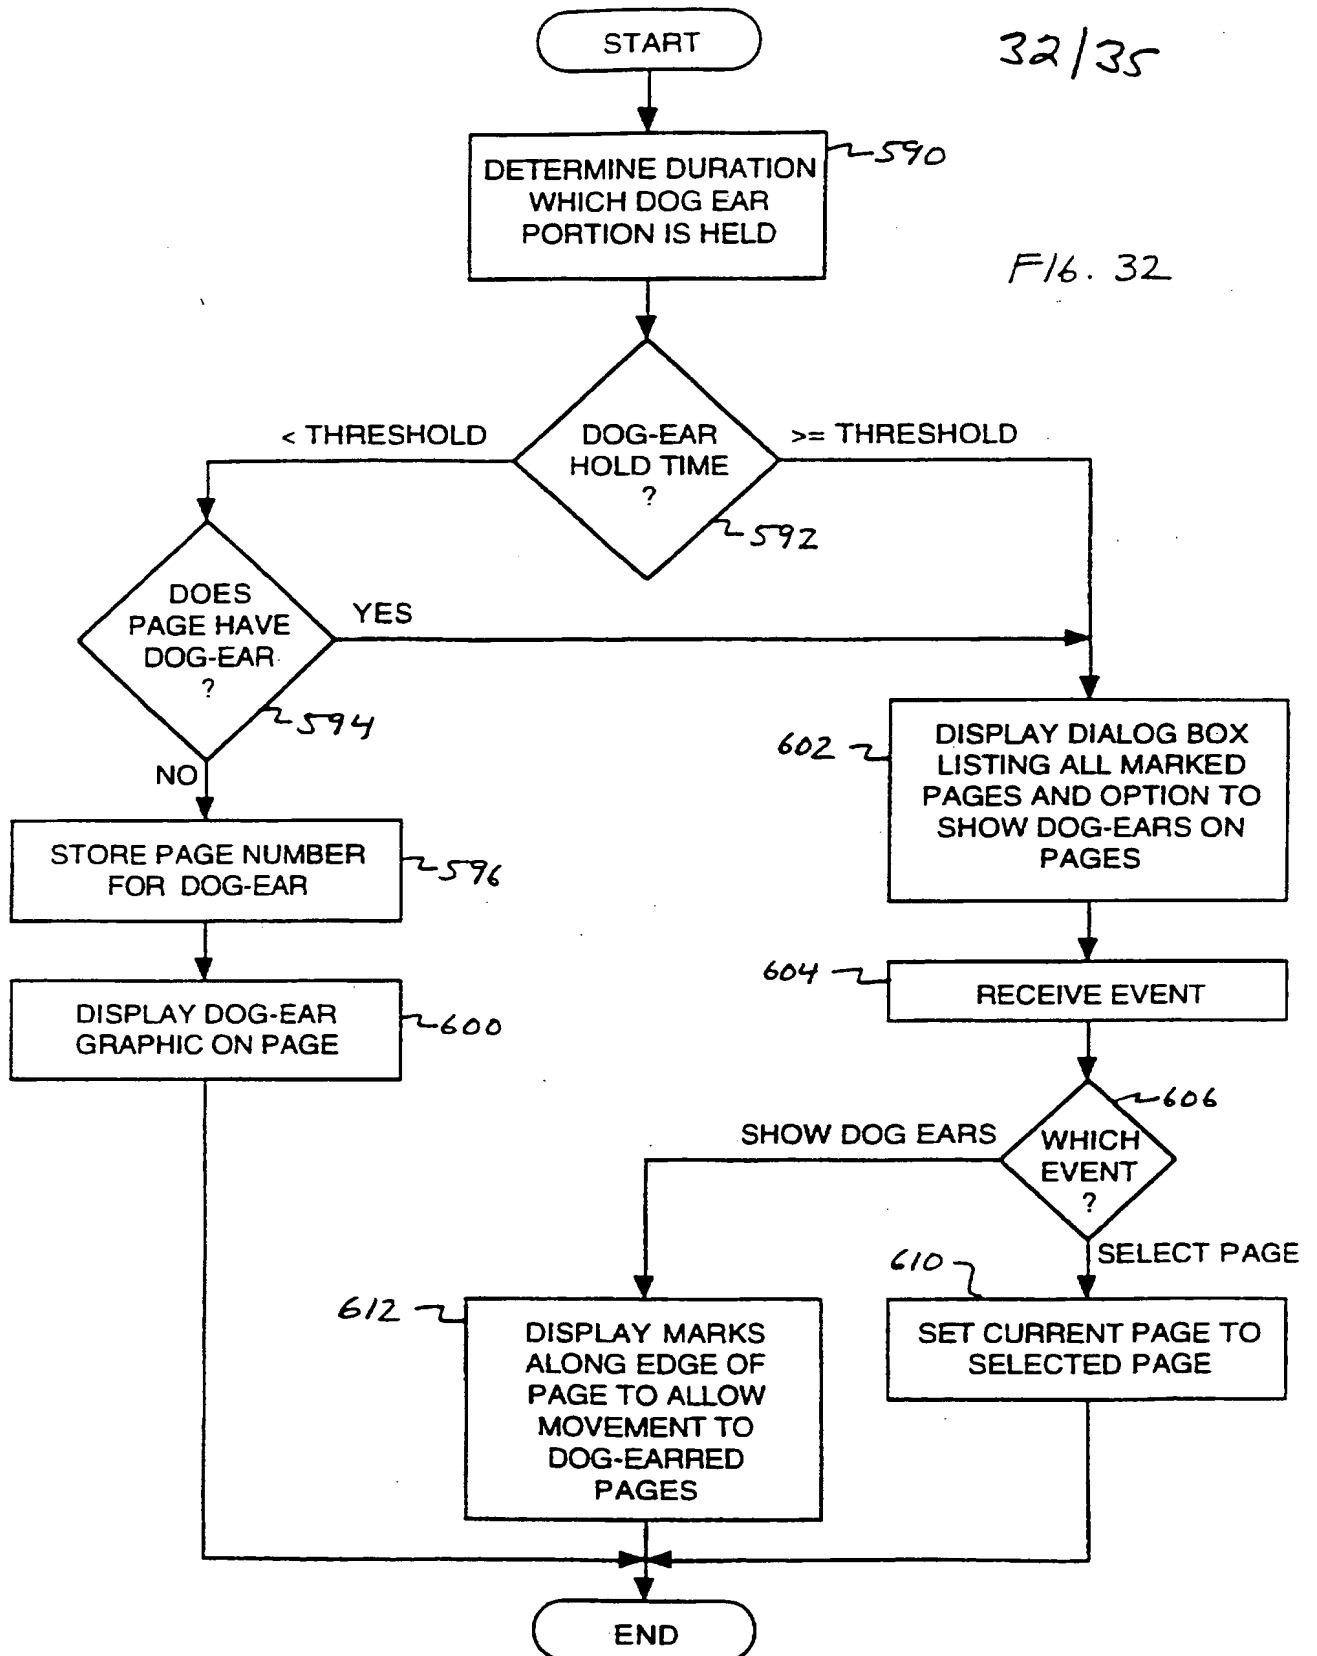 START
32/35
DETERMINE DURATION
WHICH DOG EAR
PORTION IS HELD
590
FIG. 32
< THRESHOLD
DOG-EAR
HOLD TIME
?
>= THRESHOLD
592
DOES
PAGE HAVE
DOG-EAR
?
YES
594
NO
602
DISPLAY DIALOG BOX
LISTING ALL MARKED
PAGES AND OPTION TO
SHOW DOG-EARS ON
PAGES
STORE PAGE NUMBER
FOR DOG-EAR
596
604
RECEIVE EVENT
DISPLAY DOG-EAR
GRAPHIC ON PAGE
600
606
SHOW DOG EARS
WHICH
EVENT
?
SELECT PAGE
610
612
DISPLAY MARKS
ALONG EDGE OF
PAGE TO ALLOW
MOVEMENT TO
DOG-EARRED
PAGES
SET CURRENT PAGE TO
SELECTED PAGE
END